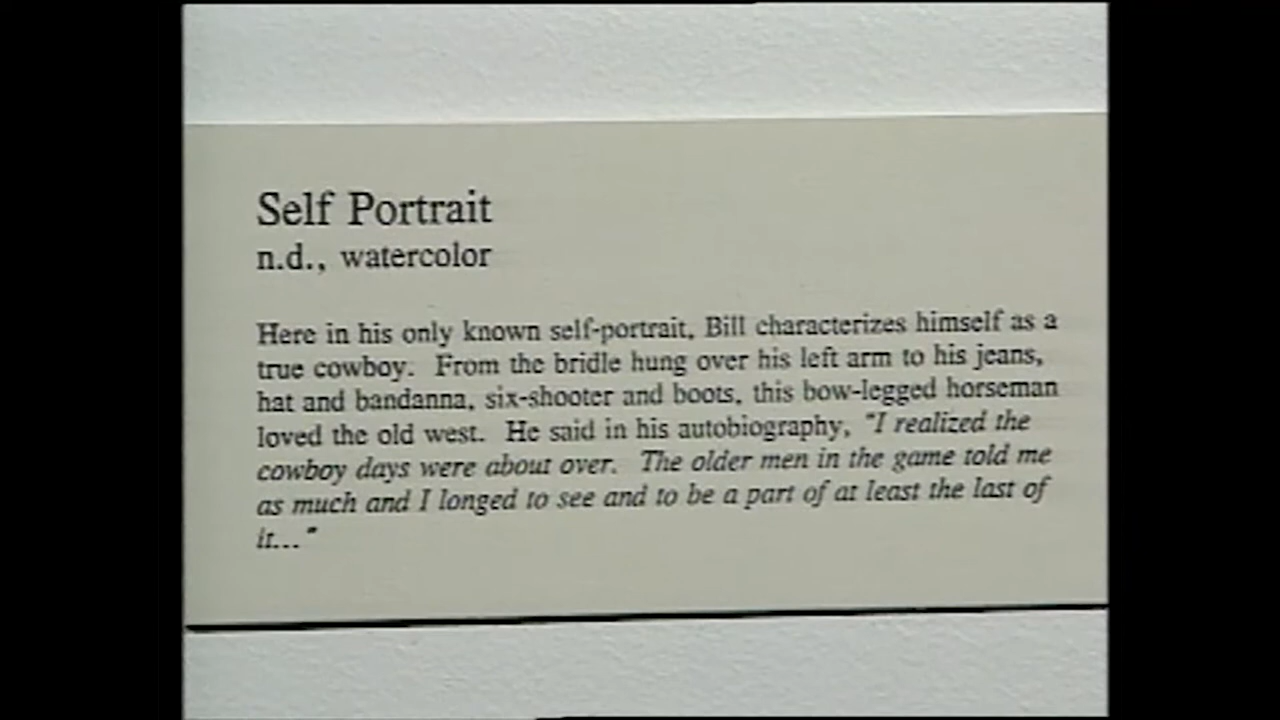 Self Portrait
n.d., watercolor
Here in his only known self-portrait, Bill characterizes himself as a
true cowboy. From the bridle hung over his left arm to his jeans,
hat and bandanna, six-shooter and boots, this bow-legged horseman
loved the old west. He said in his autobiography, "I realized the
cowboy days were about over. The older men in the game told me
as much and I longed to see and to be a part of at least the last of
it..."